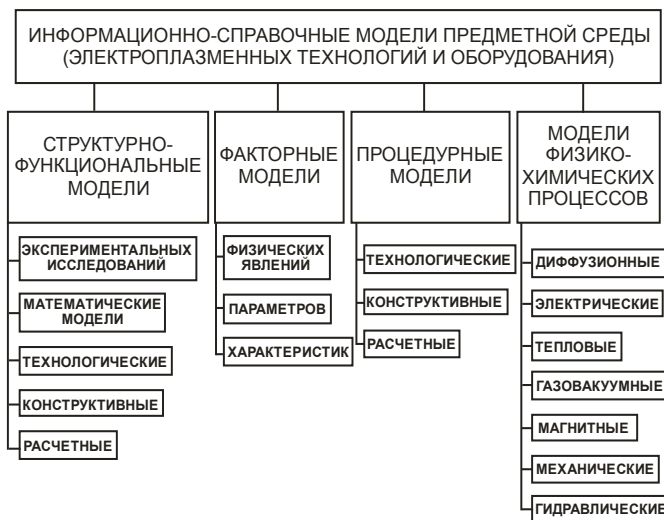 ИНФОРМАЦИОННО-СПРАВОЧНЫЕ МОДЕЛИ ПРЕДМЕТНОЙ СРЕДЫ
(ЭЛЕКТРОПЛАЗМЕННЫХ ТЕХНОЛОГИЙ И ОБОРУДОВАНИЯ)
СТРУКТУРНО-
ФУНКЦИОНАЛЬНЫЕ
МОДЕЛИ
ЭКСПЕРИМЕНТАЛЬНЫХ
ИССЛЕДОВАНИЙ
МАТЕМАТИЧЕСКИЕ
МОДЕЛИ
ТЕХНОЛОГИЧЕСКИЕ
КОНСТРУКТИВНЫЕ
РАСЧЕТНЫЕ
ФАКТОРНЫЕ
МОДЕЛИ
ФИЗИЧЕСКИХ
ЯВЛЕНИЙ
ПАРАМЕТРОВ
ХАРАКТЕРИСТИК
ПРОЦЕДУРНЫЕ
МОДЕЛИ
ТЕХНОЛОГИЧЕСКИЕ
КОНСТРУКТИВНЫЕ
РАСЧЕТНЫЕ
МОДЕЛИ
ФИЗИКО-
ХИМИЧЕСКИХ
ПРОЦЕССОВ
ДИФФУЗИОННЫЕ
ЭЛЕКТРИЧЕСКИЕ
ТЕПЛОВЫЕ
ГАЗОВАКУУМНЫЕ
МАГНИТНЫЕ
МЕХАНИЧЕСКИЕ
ГИДРАВЛИЧЕСКИЕ